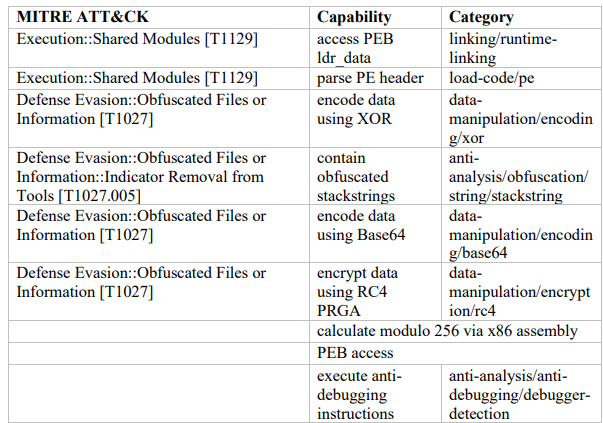 MITRE ATT&CK Capability Category
Execution::Shared Modules [T1129] access PEB linking/runtime-
ldr_data linking
Execution::Shared Modules [T1129] parse PE header load-code/pe
Defense Evasion::Obfuscated Files or encode data data-
Information [T1027] using XOR manipulation/encodin
g/xor
Defense Evasion::Obfuscated Files or contain anti-
Information::Indicator Removal from obfuscated analysis/obfuscation/
Tools [T1027.005] stackstrings string/stackstring
Defense Evasion::Obfuscated Files or encode data data-
Information [T1027] using Base64 manipulation/encodin
g/base64
Defense Evasion::Obfuscated Files or encrypt data data-
Information [T1027] using RC4 manipulation/encrypt
PRGA ion/rc4
calculate modulo 256 via x86 assembly
PEB access
execute anti- anti-analysis/anti-
debugging debugging/debugger-
instructions detection